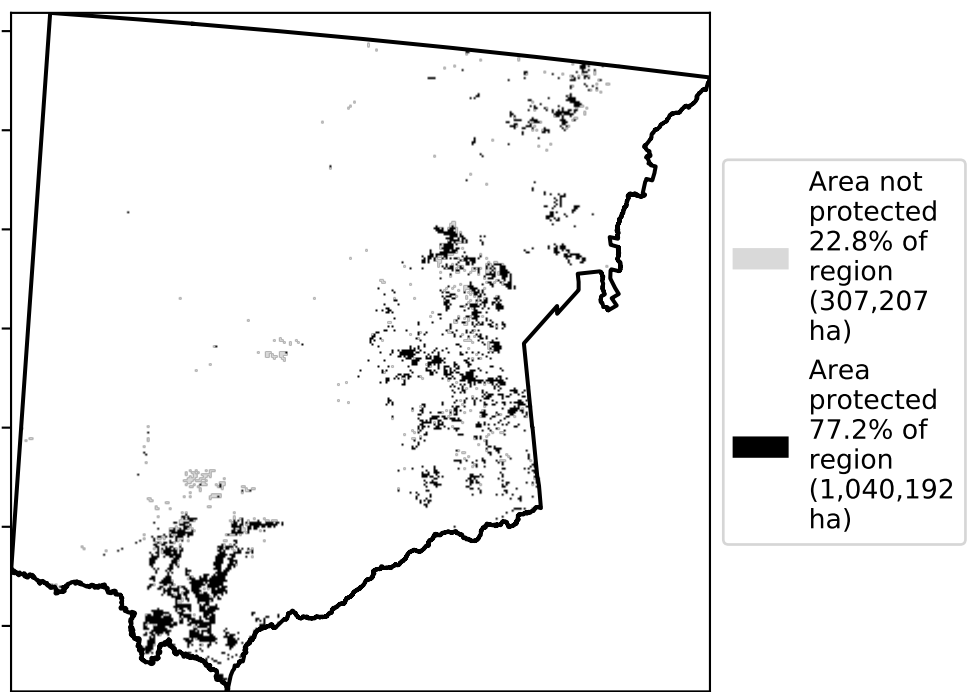 Area not
protected
22.8% of
region
(307,207
ha)
Area
protected
77.2% of
region
(1,040,192
ha)